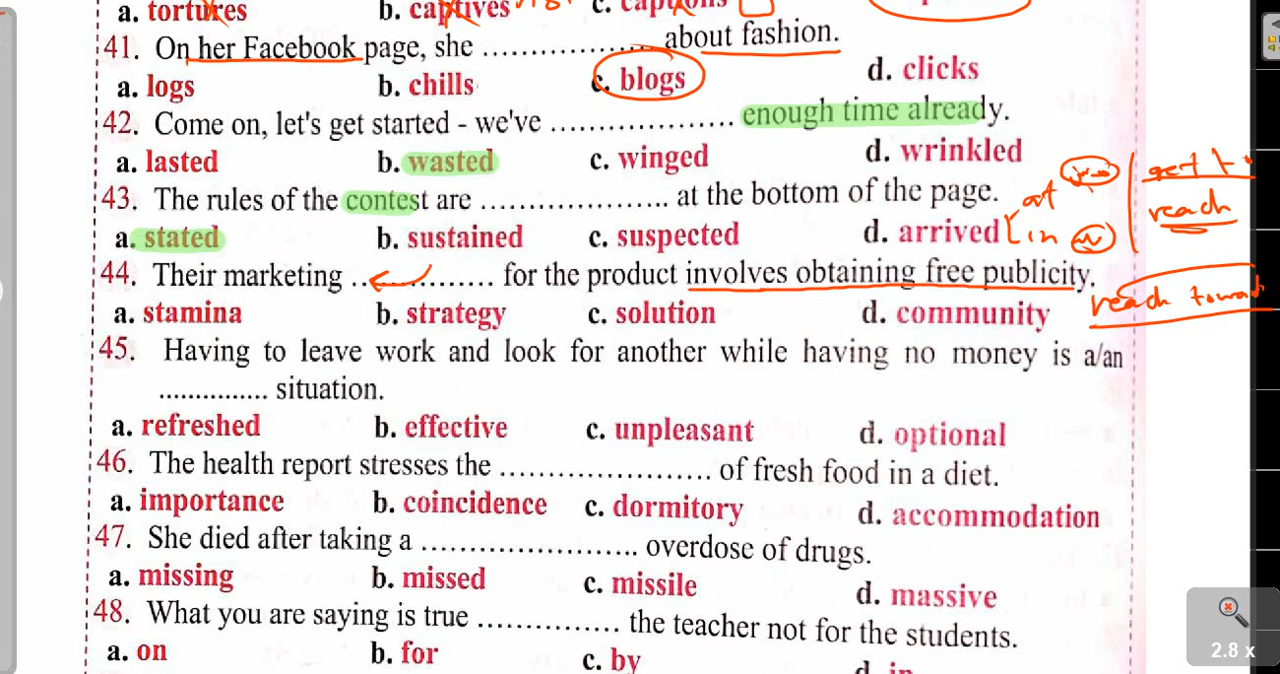 a. tortures b. captives c. captions
41. On her Facebook page, she .................... about fashion.
a. logs b. chills c. blogs d. clicks
42. Come on, let's get started - we've ................... enough time already.
a. lasted b. wasted c. winged d. wrinkled
43. The rules of the contest are ................... at the bottom of the page.
a. stated b. sustained c. suspected d. arrived
at
in
get to
reach
44. Their marketing ............... for the product involves obtaining free publicity.
reach toward
a. stamina b. strategy c. solution d. community
45. Having to leave work and look for another while having no money is a/an
............... situation.
a. refreshed b. effective c. unpleasant d. optional
46. The health report stresses the ..................... of fresh food in a diet.
a. importance b. coincidence c. dormitory d. accommodation
47. She died after taking a ...................... overdose of drugs.
a. missing b. missed c. missile d. massive
48. What you are saying is true ............... the teacher not for the students.
a. on b. for c. by d. in
2.8 x